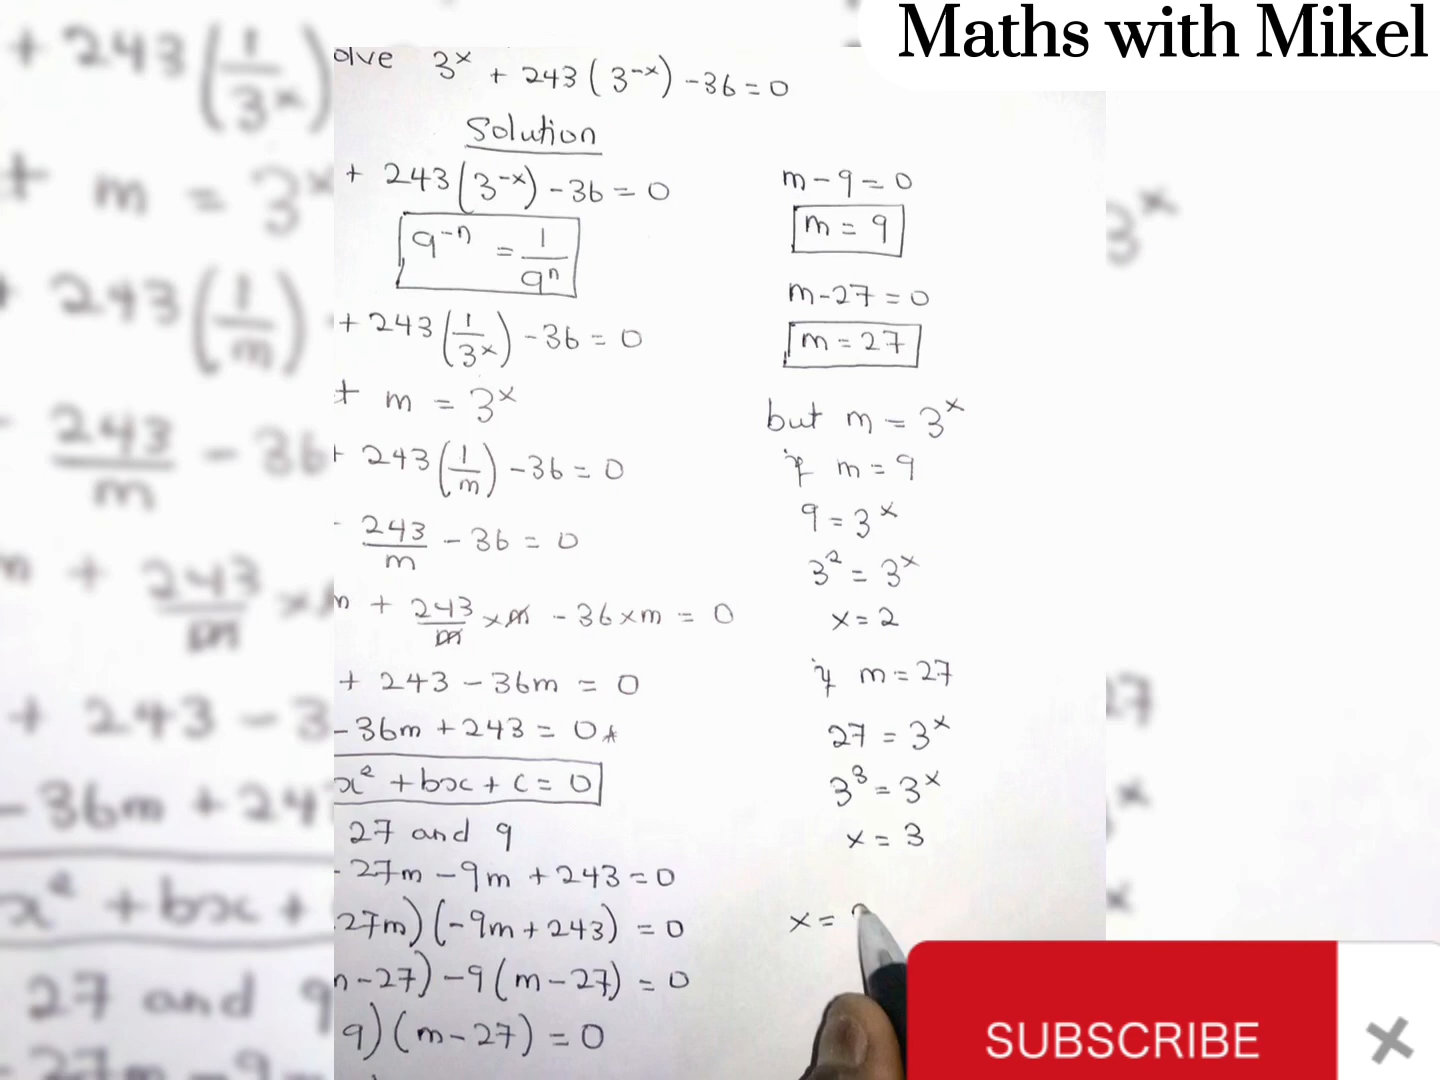 Maths with Mikel
olve 3ˣ + 243 ( 3⁻ˣ) - 36 = 0
Solution
+ 243 (3⁻ˣ) - 36 = 0
9⁻ⁿ = 1/9ⁿ
+ 243 (1/3ˣ) - 36 = 0
t m = 3ˣ
+ 243 (1/m) - 36 = 0
- 243/m - 36 = 0
m + 243/m × m - 36 × m = 0
+ 243 - 36m = 0
- 36m + 243 = 0
x² + bx + c = 0
27 and 9
- 27m - 9m + 243 = 0
27m) (-9m + 243) = 0
m - 27) - 9 (m - 27) = 0
9) (m - 27) = 0
m - 9 = 0
m = 9
m - 27 = 0
m = 27
but m = 3ˣ
if m = 9
9 = 3ˣ
3² = 3ˣ
x = 2
if m = 27
27 = 3ˣ
3³ = 3ˣ
x = 3
x =
SUBSCRIBE